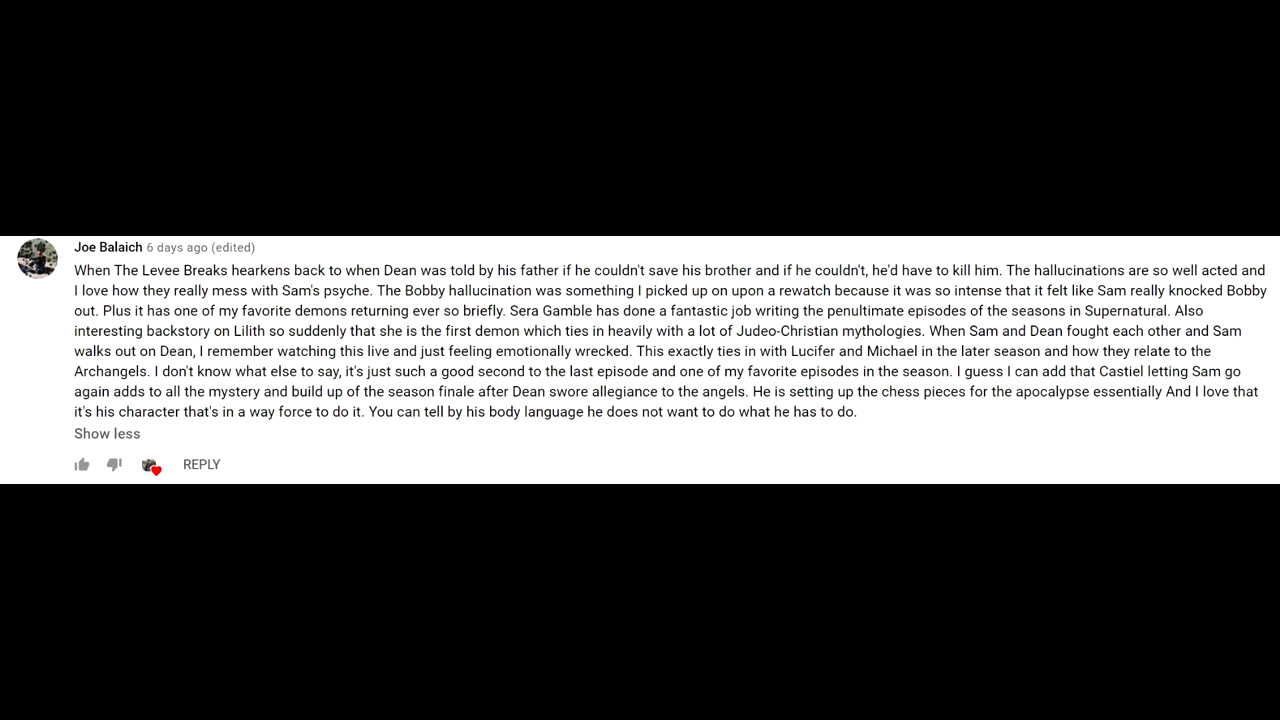 Joe Balaich 6 days ago (edited)
When The Levee Breaks hearkens back to when Dean was told by his father if he couldn't save his brother and if he couldn't, he'd have to kill him. The hallucinations are so well acted and
I love how they really mess with Sam's psyche. The Bobby hallucination was something I picked up on upon a rewatch because it was so intense that it felt like Sam really knocked Bobby
out. Plus it has one of my favorite demons returning ever so briefly. Sera Gamble has done a fantastic job writing the penultimate episodes of the seasons in Supernatural. Also
interesting backstory on Lilith so suddenly that she is the first demon which ties in heavily with a lot of Judeo-Christian mythologies. When Sam and Dean fought each other and Sam
walks out on Dean, I remember watching this live and just feeling emotionally wrecked. This exactly ties in with Lucifer and Michael in the later season and how they relate to the
Archangels. I don't know what else to say, it's just such a good second to the last episode and one of my favorite episodes in the season. I guess I can add that Castiel letting Sam go
again adds to all the mystery and build up of the season finale after Dean swore allegiance to the angels. He is setting up the chess pieces for the apocalypse essentially And I love that
it's his character that's in a way force to do it. You can tell by his body language he does not want to do what he has to do.
Show less
REPLY